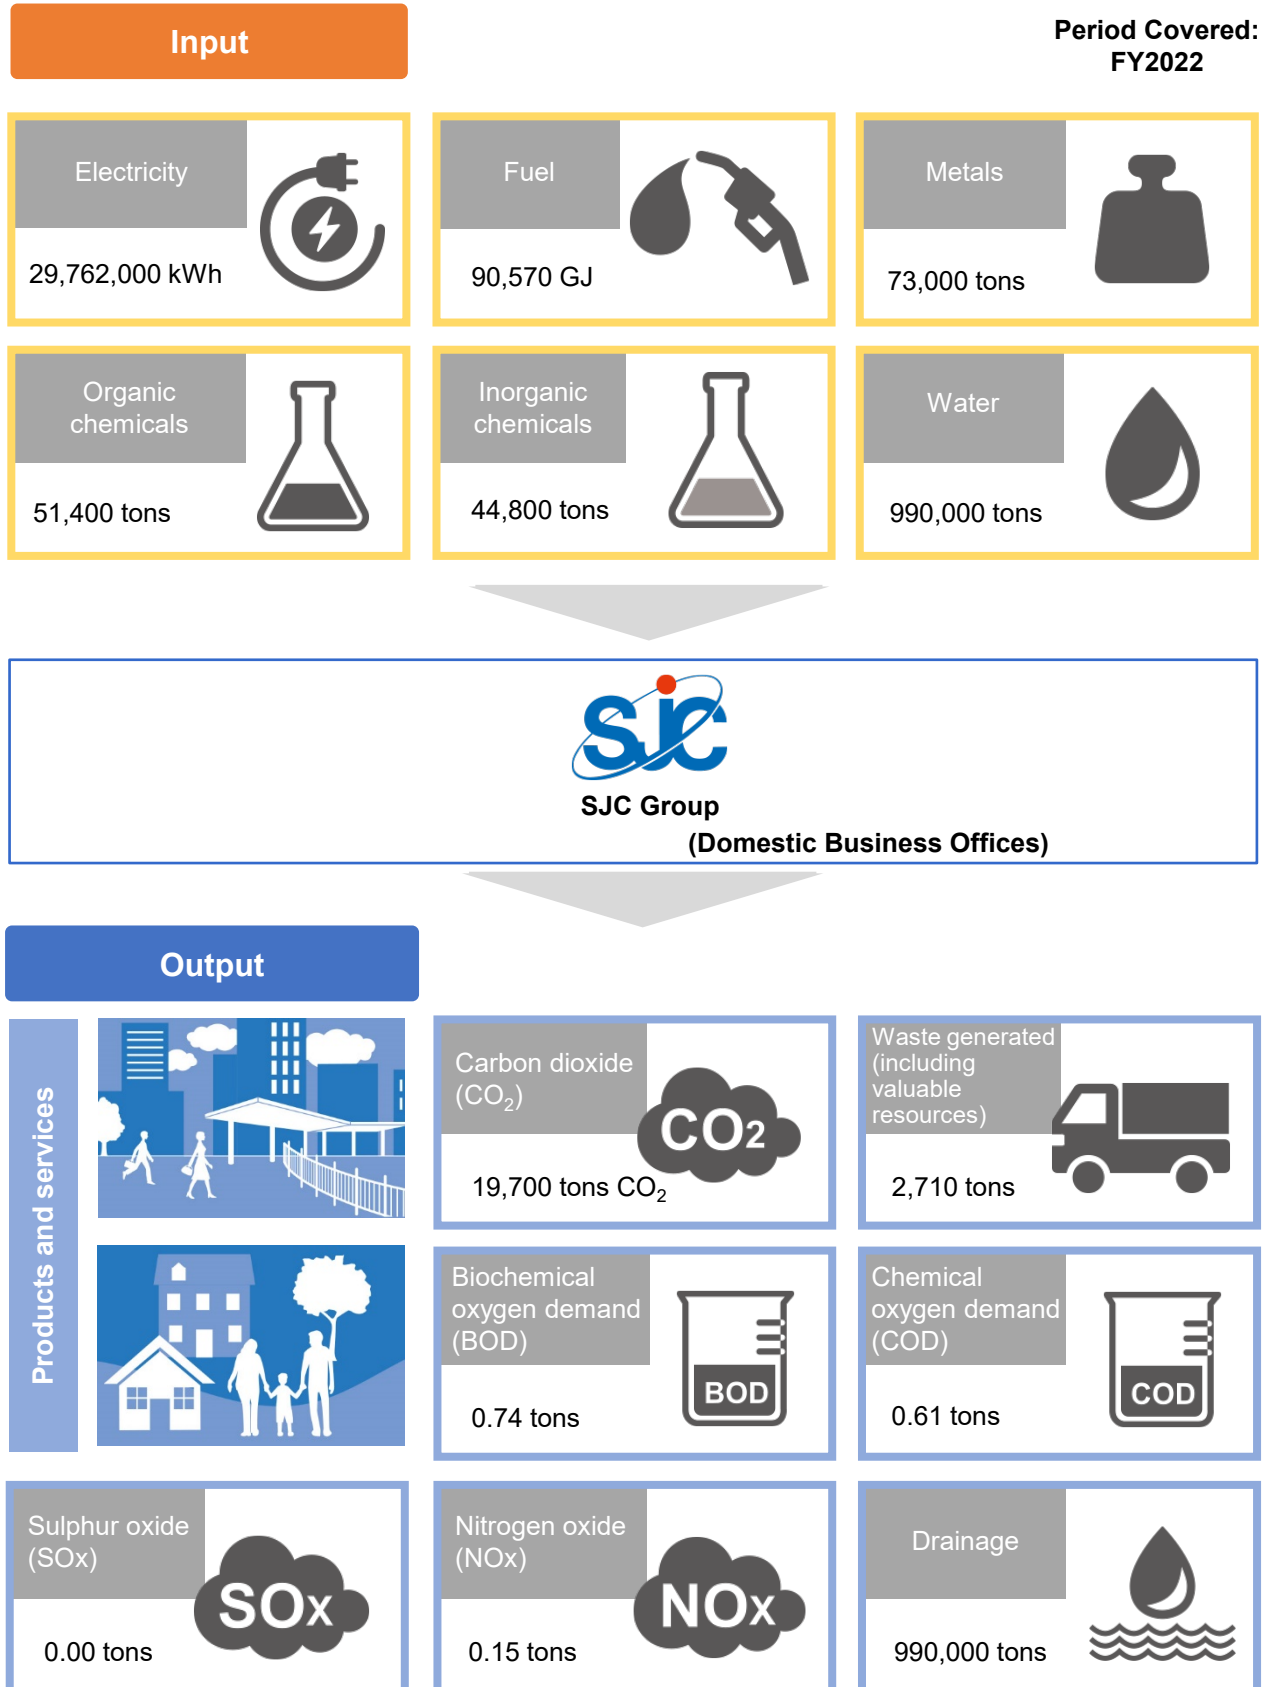 Input
Period Covered:
FY2022
Electricity
29,762,000 kWh
Fuel
90,570 GJ
Metals
73,000 tons
Organic
chemicals
51,400 tons
Inorganic
chemicals
44,800 tons
Water
990,000 tons
SJC
SJC Group
(Domestic Business Offices)
Output
Products and services
Carbon dioxide
(CO₂)
CO2
19,700 tons CO₂
Waste generated
(including
valuable
resources)
2,710 tons
Biochemical
oxygen demand
(BOD)
BOD
0.74 tons
Chemical
oxygen demand
(COD)
COD
0.61 tons
Sulphur oxide
(SOx)
SOx
0.00 tons
Nitrogen oxide
(NOx)
NOx
0.15 tons
Drainage
990,000 tons